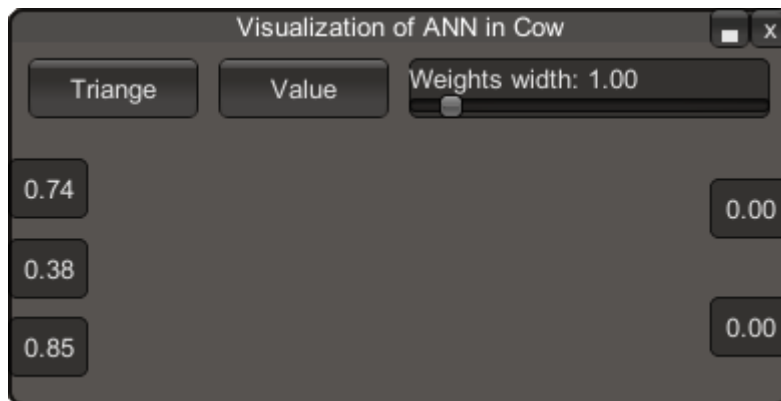 Visualization of ANN in Cow
x
Triange
Value
Weights width: 1.00
0.74
0.00
0.38
0.00
0.85